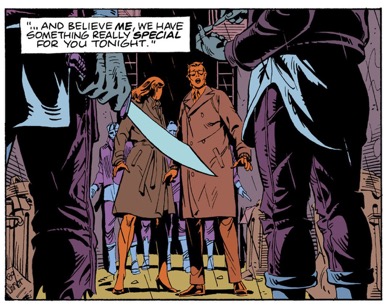 "...AND BELIEVE ME, WE HAVE
SOMETHING REALLY SPECIAL
FOR YOU TONIGHT."